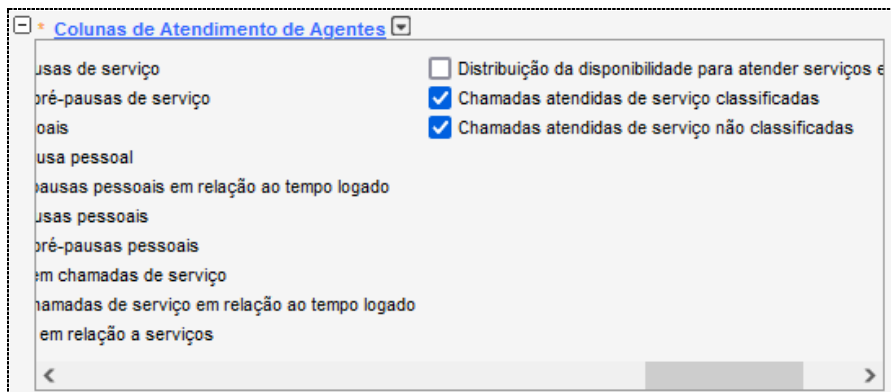 * Colunas de Atendimento de Agentes
usas de serviço
pré-pausas de serviço
oais
usa pessoal
pausas pessoais em relação ao tempo logado
usas pessoais
pré-pausas pessoais
em chamadas de serviço
hamadas de serviço em relação ao tempo logado
em relação a serviços
Distribuição da disponibilidade para atender serviços e
Chamadas atendidas de serviço classificadas
Chamadas atendidas de serviço não classificadas